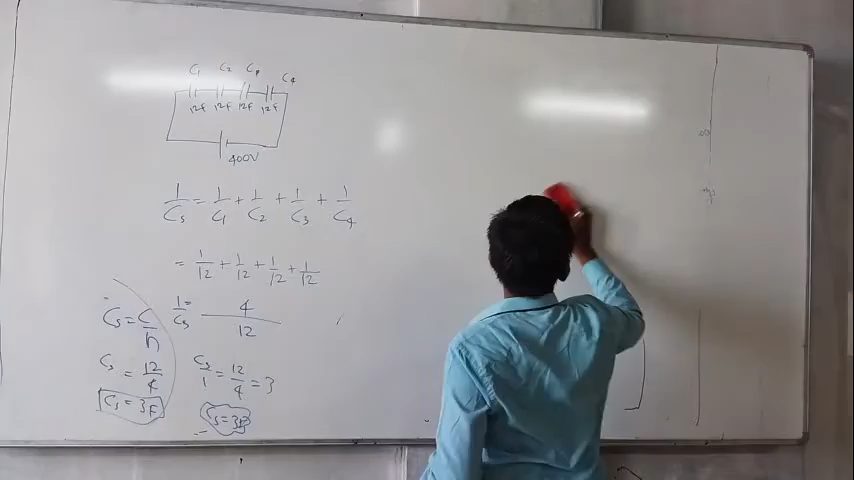 C1 C2 C3 C4
12F 12F 12F 12F
400V
1/Cs = 1/C1 + 1/C2 + 1/C3 + 1/C4
= 1/12 + 1/12 + 1/12 + 1/12
1/Cs = 4/12
Cs/1 = 12/4 = 3
Cs = 3F
Cs = C/n
Cs = 12/4
Cs = 3F